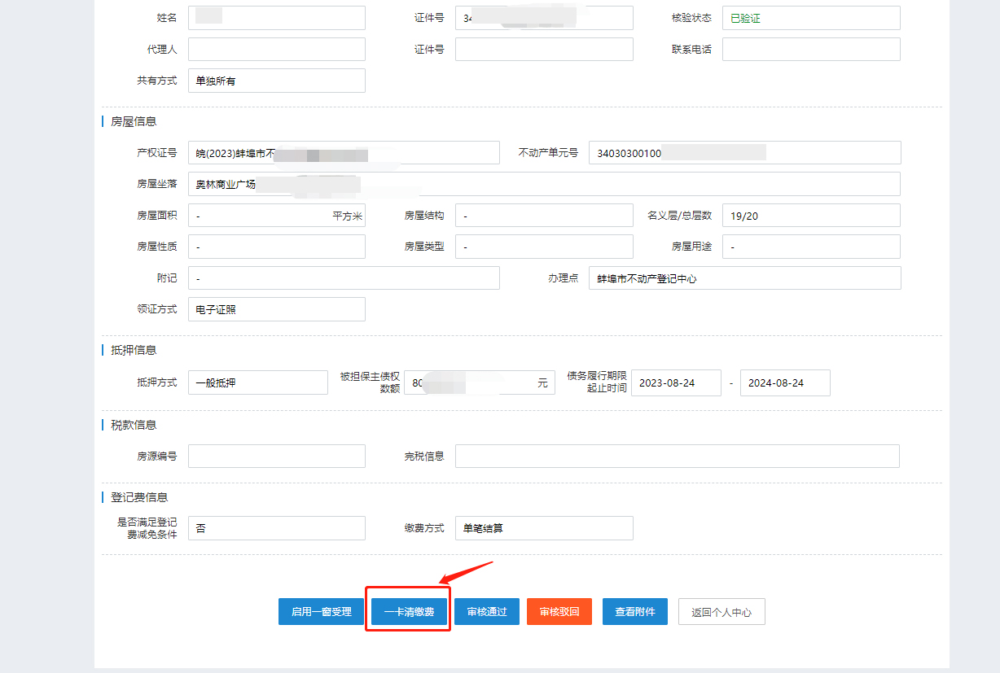 姓名 证件号 34 核验状态 已验证
代理人 证件号 联系电话
共有方式 单独所有
房屋信息
产权证号 皖(2023)蚌埠市不 不动产单元号 34030300100
房屋坐落 奥林商业广场
房屋面积 - 平方米 房屋结构 - 名义层/总层数 19/20
房屋性质 - 房屋类型 - 房屋用途 -
附记 - 办理点 蚌埠市不动产登记中心
领证方式 电子证照
抵押信息
抵押方式 一般抵押 被担保主债权数额 80 元 债务履行期限起止时间 2023-08-24 - 2024-08-24
税款信息
房源编号 完税信息
登记费信息
是否满足登记费减免条件 否 缴费方式 单笔结算
启用一窗受理 一卡清缴费 审核通过 审核驳回 查看附件 返回个人中心